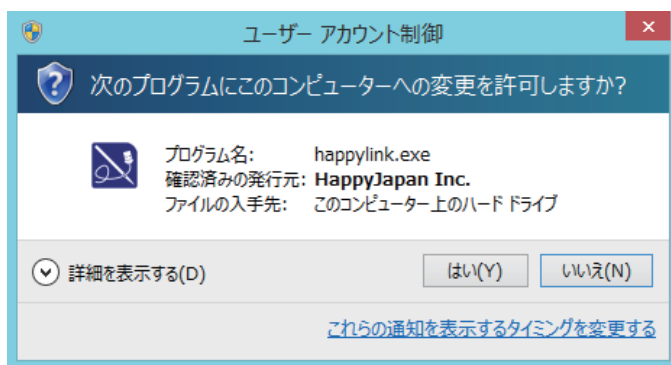 ユーザー アカウント制御
次のプログラムにこのコンピューターへの変更を許可しますか?
プログラム名: happylink.exe
確認済みの発行元: HappyJapan Inc.
ファイルの入手先: このコンピューター上のハード ドライブ
詳細を表示する(D) はい(Y) いいえ(N)
これらの通知を表示するタイミングを変更する